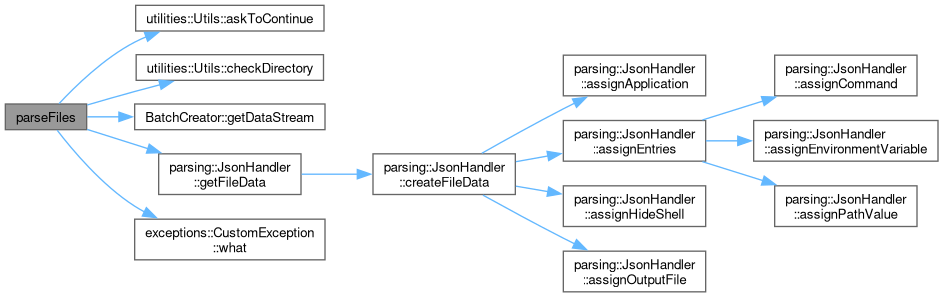 parseFiles
utilities::Utils::askToContinue
utilities::Utils::checkDirectory
BatchCreator::getDataStream
parsing::JsonHandler
::getFileData
exceptions::CustomException
::what
parsing::JsonHandler
::createFileData
parsing::JsonHandler
::assignApplication
parsing::JsonHandler
::assignEntries
parsing::JsonHandler
::assignHideShell
parsing::JsonHandler
::assignOutputFile
parsing::JsonHandler
::assignCommand
parsing::JsonHandler
::assignEnvironmentVariable
parsing::JsonHandler
::assignPathValue